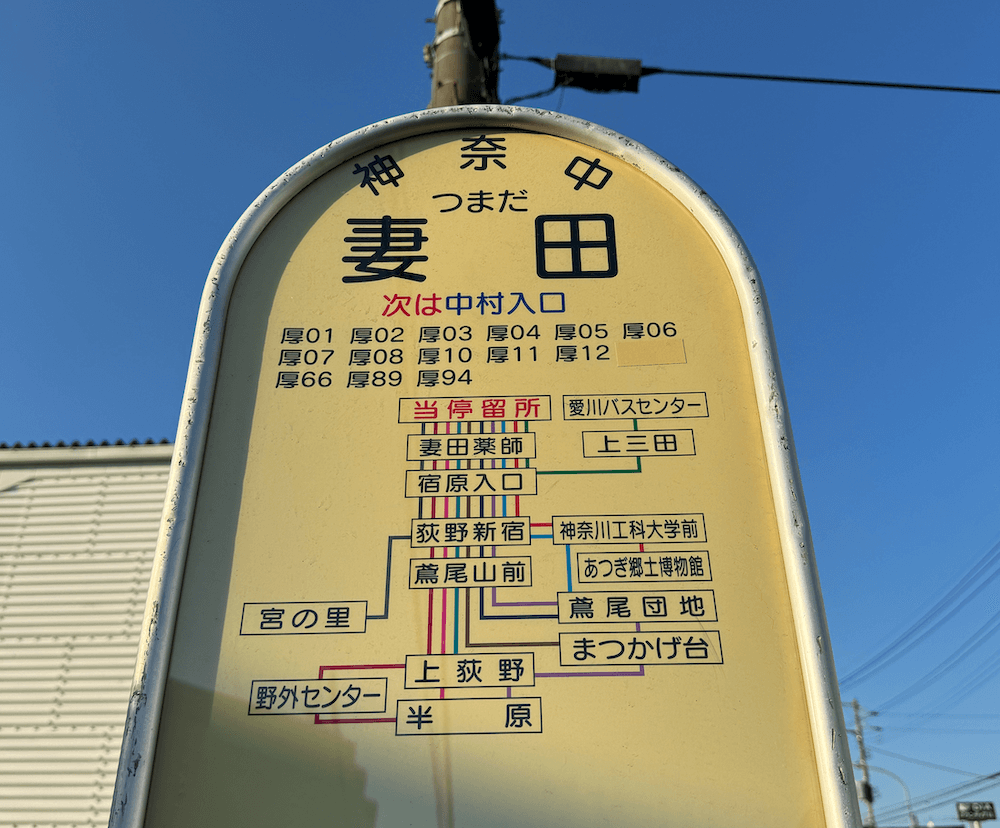 神奈中
つまだ
妻田
次は中村入口
厚01 厚02 厚03 厚04 厚05 厚06
厚07 厚08 厚10 厚11 厚12
厚66 厚89 厚94
当停留所
愛川バスセンター
妻田薬師
上三田
宿原入口
荻野新宿
神奈川工科大学前
鳶尾山前
あつぎ郷土博物館
宮の里
鳶尾団地
まつかげ台
上荻野
野外センター
半原